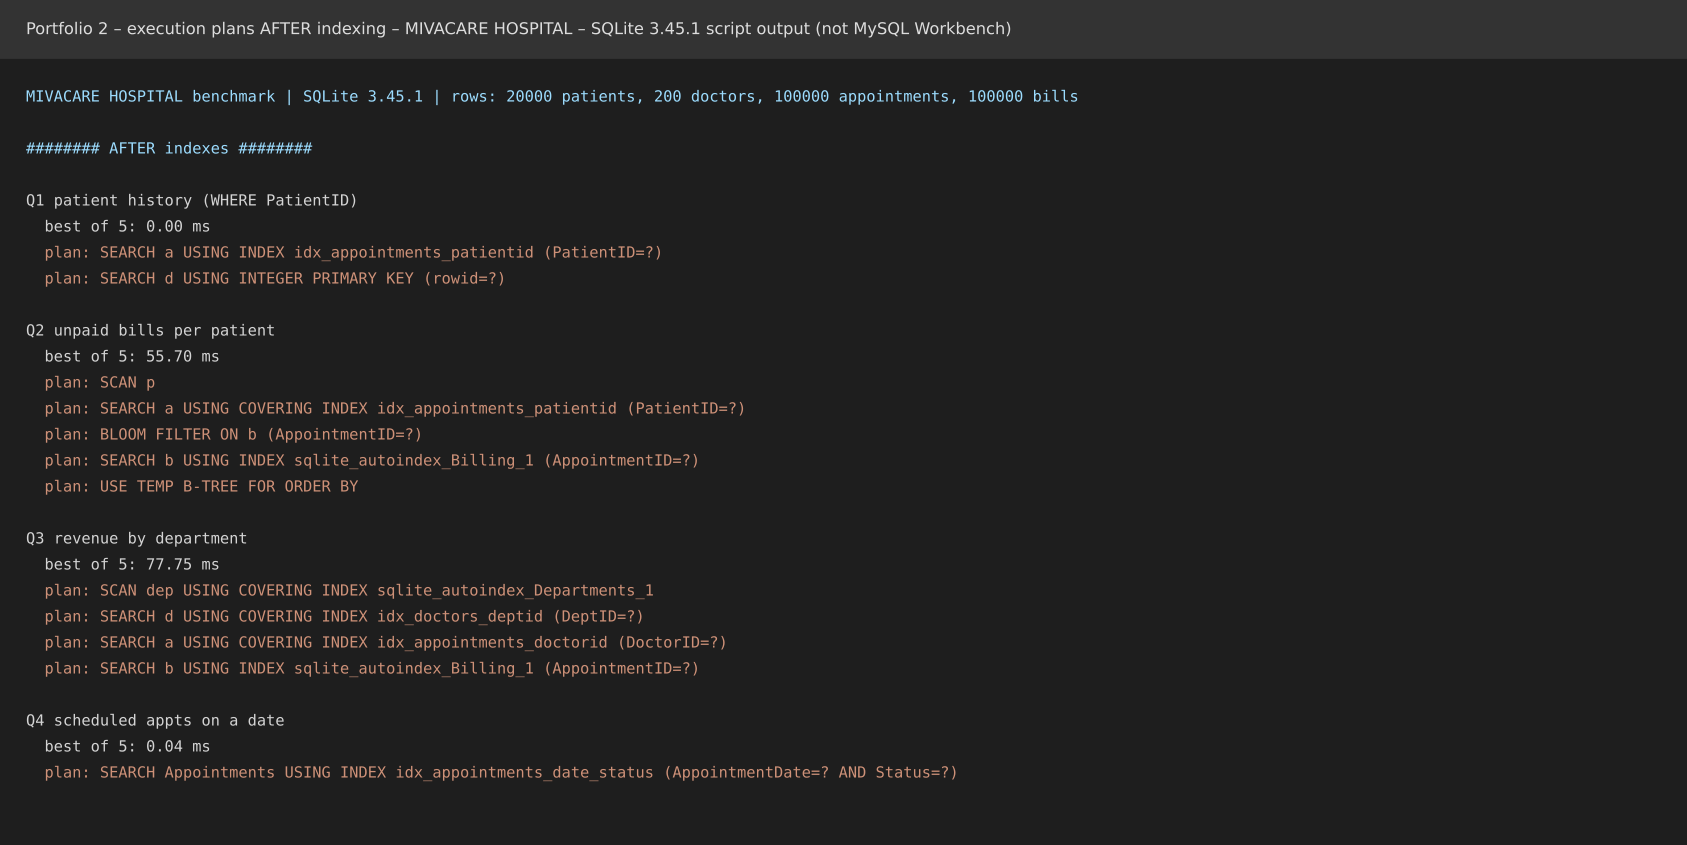 Portfolio 2 – execution plans AFTER indexing – MIVACARE HOSPITAL – SQLite 3.45.1 script output (not MySQL Workbench)
MIVACARE HOSPITAL benchmark | SQLite 3.45.1 | rows: 20000 patients, 200 doctors, 100000 appointments, 100000 bills
######## AFTER indexes ########
Q1 patient history (WHERE PatientID)
best of 5: 0.00 ms
plan: SEARCH a USING INDEX idx_appointments_patientid (PatientID=?)
plan: SEARCH d USING INTEGER PRIMARY KEY (rowid=?)
Q2 unpaid bills per patient
best of 5: 55.70 ms
plan: SCAN p
plan: SEARCH a USING COVERING INDEX idx_appointments_patientid (PatientID=?)
plan: BLOOM FILTER ON b (AppointmentID=?)
plan: SEARCH b USING INDEX sqlite_autoindex_Billing_1 (AppointmentID=?)
plan: USE TEMP B-TREE FOR ORDER BY
Q3 revenue by department
best of 5: 77.75 ms
plan: SCAN dep USING COVERING INDEX sqlite_autoindex_Departments_1
plan: SEARCH d USING COVERING INDEX idx_doctors_deptid (DeptID=?)
plan: SEARCH a USING COVERING INDEX idx_appointments_doctorid (DoctorID=?)
plan: SEARCH b USING INDEX sqlite_autoindex_Billing_1 (AppointmentID=?)
Q4 scheduled appts on a date
best of 5: 0.04 ms
plan: SEARCH Appointments USING INDEX idx_appointments_date_status (AppointmentDate=? AND Status=?)